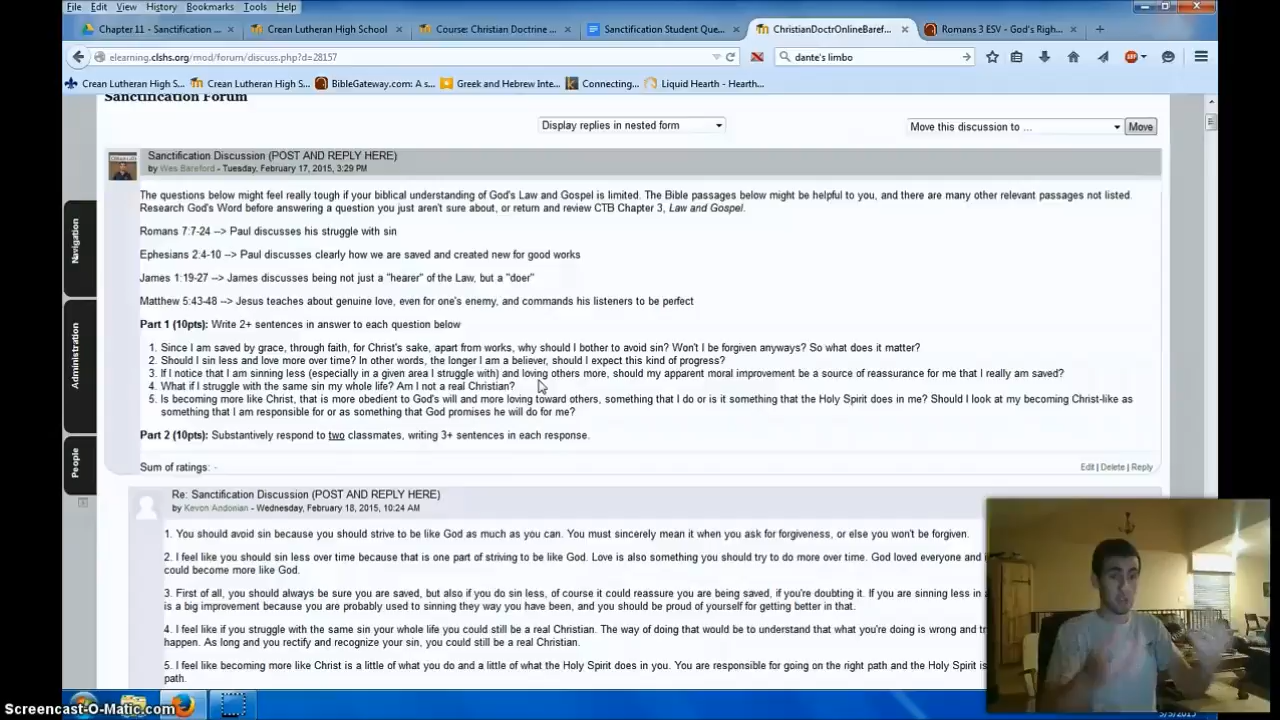 File Edit View History Bookmarks Tools Help
Chapter 11 - Sanctification
Crean Lutheran High School
Course: Christian Doctrine ...
Sanctification Student Que...
ChristianDoctrOnlineBaref...
Romans 3 ESV - God's Righ...
elearning.clshs.org/mod/forum/discuss.php?d=28157
dante's limbo
Crean Lutheran High S...
Crean Lutheran High S...
BibleGateway.com: A s...
Greek and Hebrew Inte...
Connecting...
Liquid Hearth - Hearth...
Sanctification Forum
Display replies in nested form
Move this discussion to ...
Move
Navigation
Administration
People
Sanctification Discussion (POST AND REPLY HERE)
by Wes Bareford - Tuesday, February 17, 2015, 3:29 PM
The questions below might feel really tough if your biblical understanding of God's Law and Gospel is limited. The Bible passages below might be helpful to you, and there are many other relevant passages not listed.
Research God's Word before answering a question you just aren't sure about, or return and review CTB Chapter 3, Law and Gospel.
Romans 7:7-24 --> Paul discusses his struggle with sin
Ephesians 2:4-10 --> Paul discusses clearly how we are saved and created new for good works
James 1:19-27 --> James discusses being not just a "hearer" of the Law, but a "doer"
Matthew 5:43-48 --> Jesus teaches about genuine love, even for one's enemy, and commands his listeners to be perfect
Part 1 (10pts): Write 2+ sentences in answer to each question below
1. Since I am saved by grace, through faith, for Christ's sake, apart from works, why should I bother to avoid sin? Won't I be forgiven anyways? So what does it matter?
2. Should I sin less and love more over time? In other words, the longer I am a believer, should I expect this kind of progress?
3. If I notice that I am sinning less (especially in a given area I struggle with) and loving others more, should my apparent moral improvement be a source of reassurance for me that I really am saved?
4. What if I struggle with the same sin my whole life? Am I not a real Christian?
5. Is becoming more like Christ, that is more obedient to God's will and more loving toward others, something that I do or is it something that the Holy Spirit does in me? Should I look at my becoming Christ-like as
something that I am responsible for or as something that God promises he will do for me?
Part 2 (10pts): Substantively respond to two classmates, writing 3+ sentences in each response.
Sum of ratings: -
Edit | Delete | Reply
Re: Sanctification Discussion (POST AND REPLY HERE)
by Kevon Andonian - Wednesday, February 18, 2015, 10:24 AM
1. You should avoid sin because you should strive to be like God as much as you can. You must sincerely mean it when you ask for forgiveness, or else you won't be forgiven.
2. I feel like you should sin less over time because that is one part of striving to be like God. Love is also something you should try to do more over time. God loved everyone and
could become more like God.
3. First of all, you should always be sure you are saved, but also if you do sin less, of course it could reassure you are being saved, if you're doubting it. If you are sinning less in
is a big improvement because you are probably used to sinning they way you have been, and you should be proud of yourself for getting better in that.
4. I feel like if you struggle with the same sin your whole life you could still be a real Christian. The way of doing that would be to understand that what you're doing is wrong and
happen. As long and you rectify and recognize your sin, you could still be a real Christian.
5. I feel like becoming more like Christ is a little of what you do and a little of what the Holy Spirit does in you. You are responsible for going on the right path and the Holy Spirit
path.
Screencast-O-Matic.com